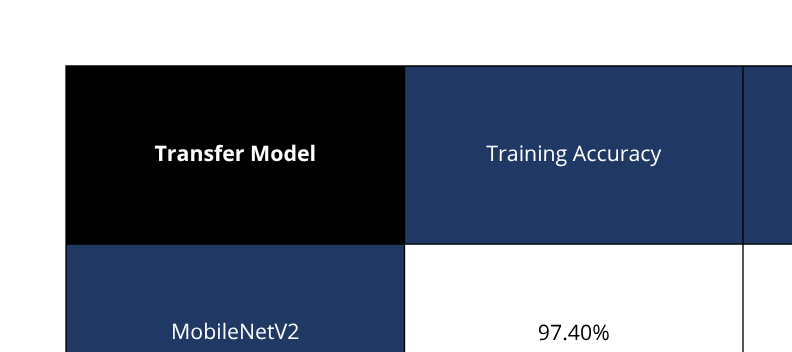 Transfer Model
Training Accuracy
MobileNetV2
97.40%